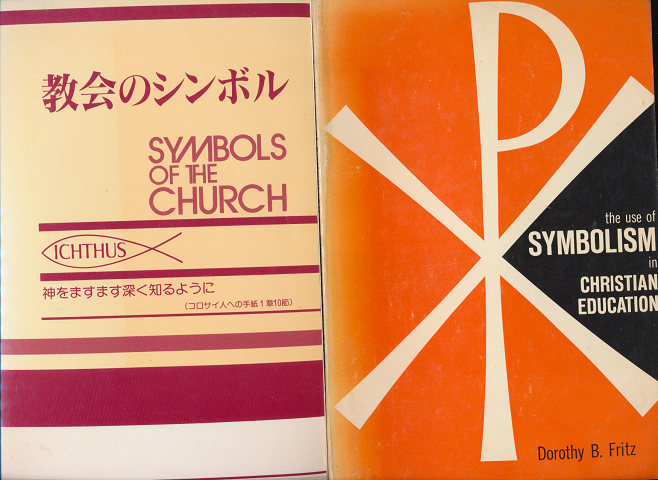 教会のシンボル
SYMBOLS
OF THE
CHURCH
ICHTHUS
神をますます深く知るように
(コロサイ人への手紙1章10節)
the use of
SYMBOLISM
in
CHRISTIAN
EDUCATION
Dorothy B. Fritz